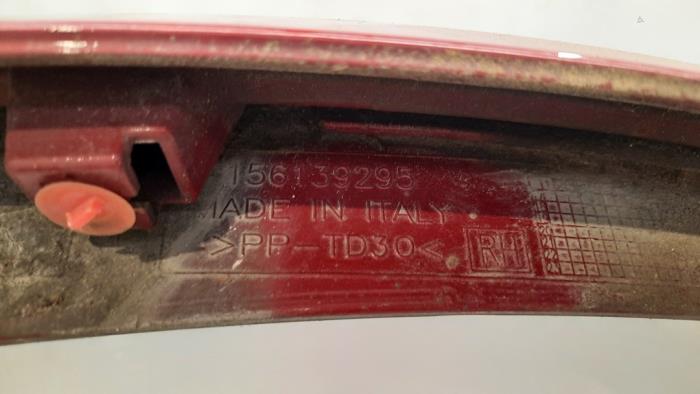 156139295
MADE IN ITALY
>PP-TD30< RH